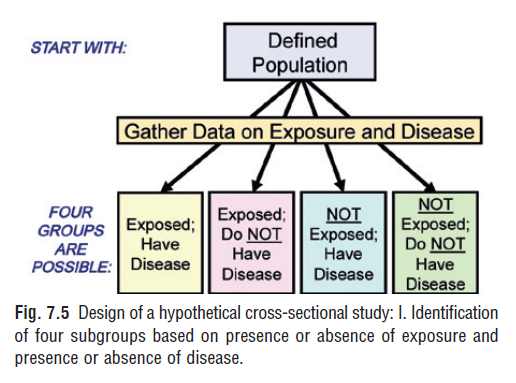 START WITH:
Defined
Population
Gather Data on Exposure and Disease
FOUR
GROUPS
ARE
POSSIBLE:
Exposed;
Have
Disease
Exposed;
Do NOT
Have
Disease
NOT
Exposed;
Have
Disease
NOT
Exposed;
Do NOT
Have
Disease
Fig. 7.5 Design of a hypothetical cross-sectional study: I. Identification
of four subgroups based on presence or absence of exposure and
presence or absence of disease.